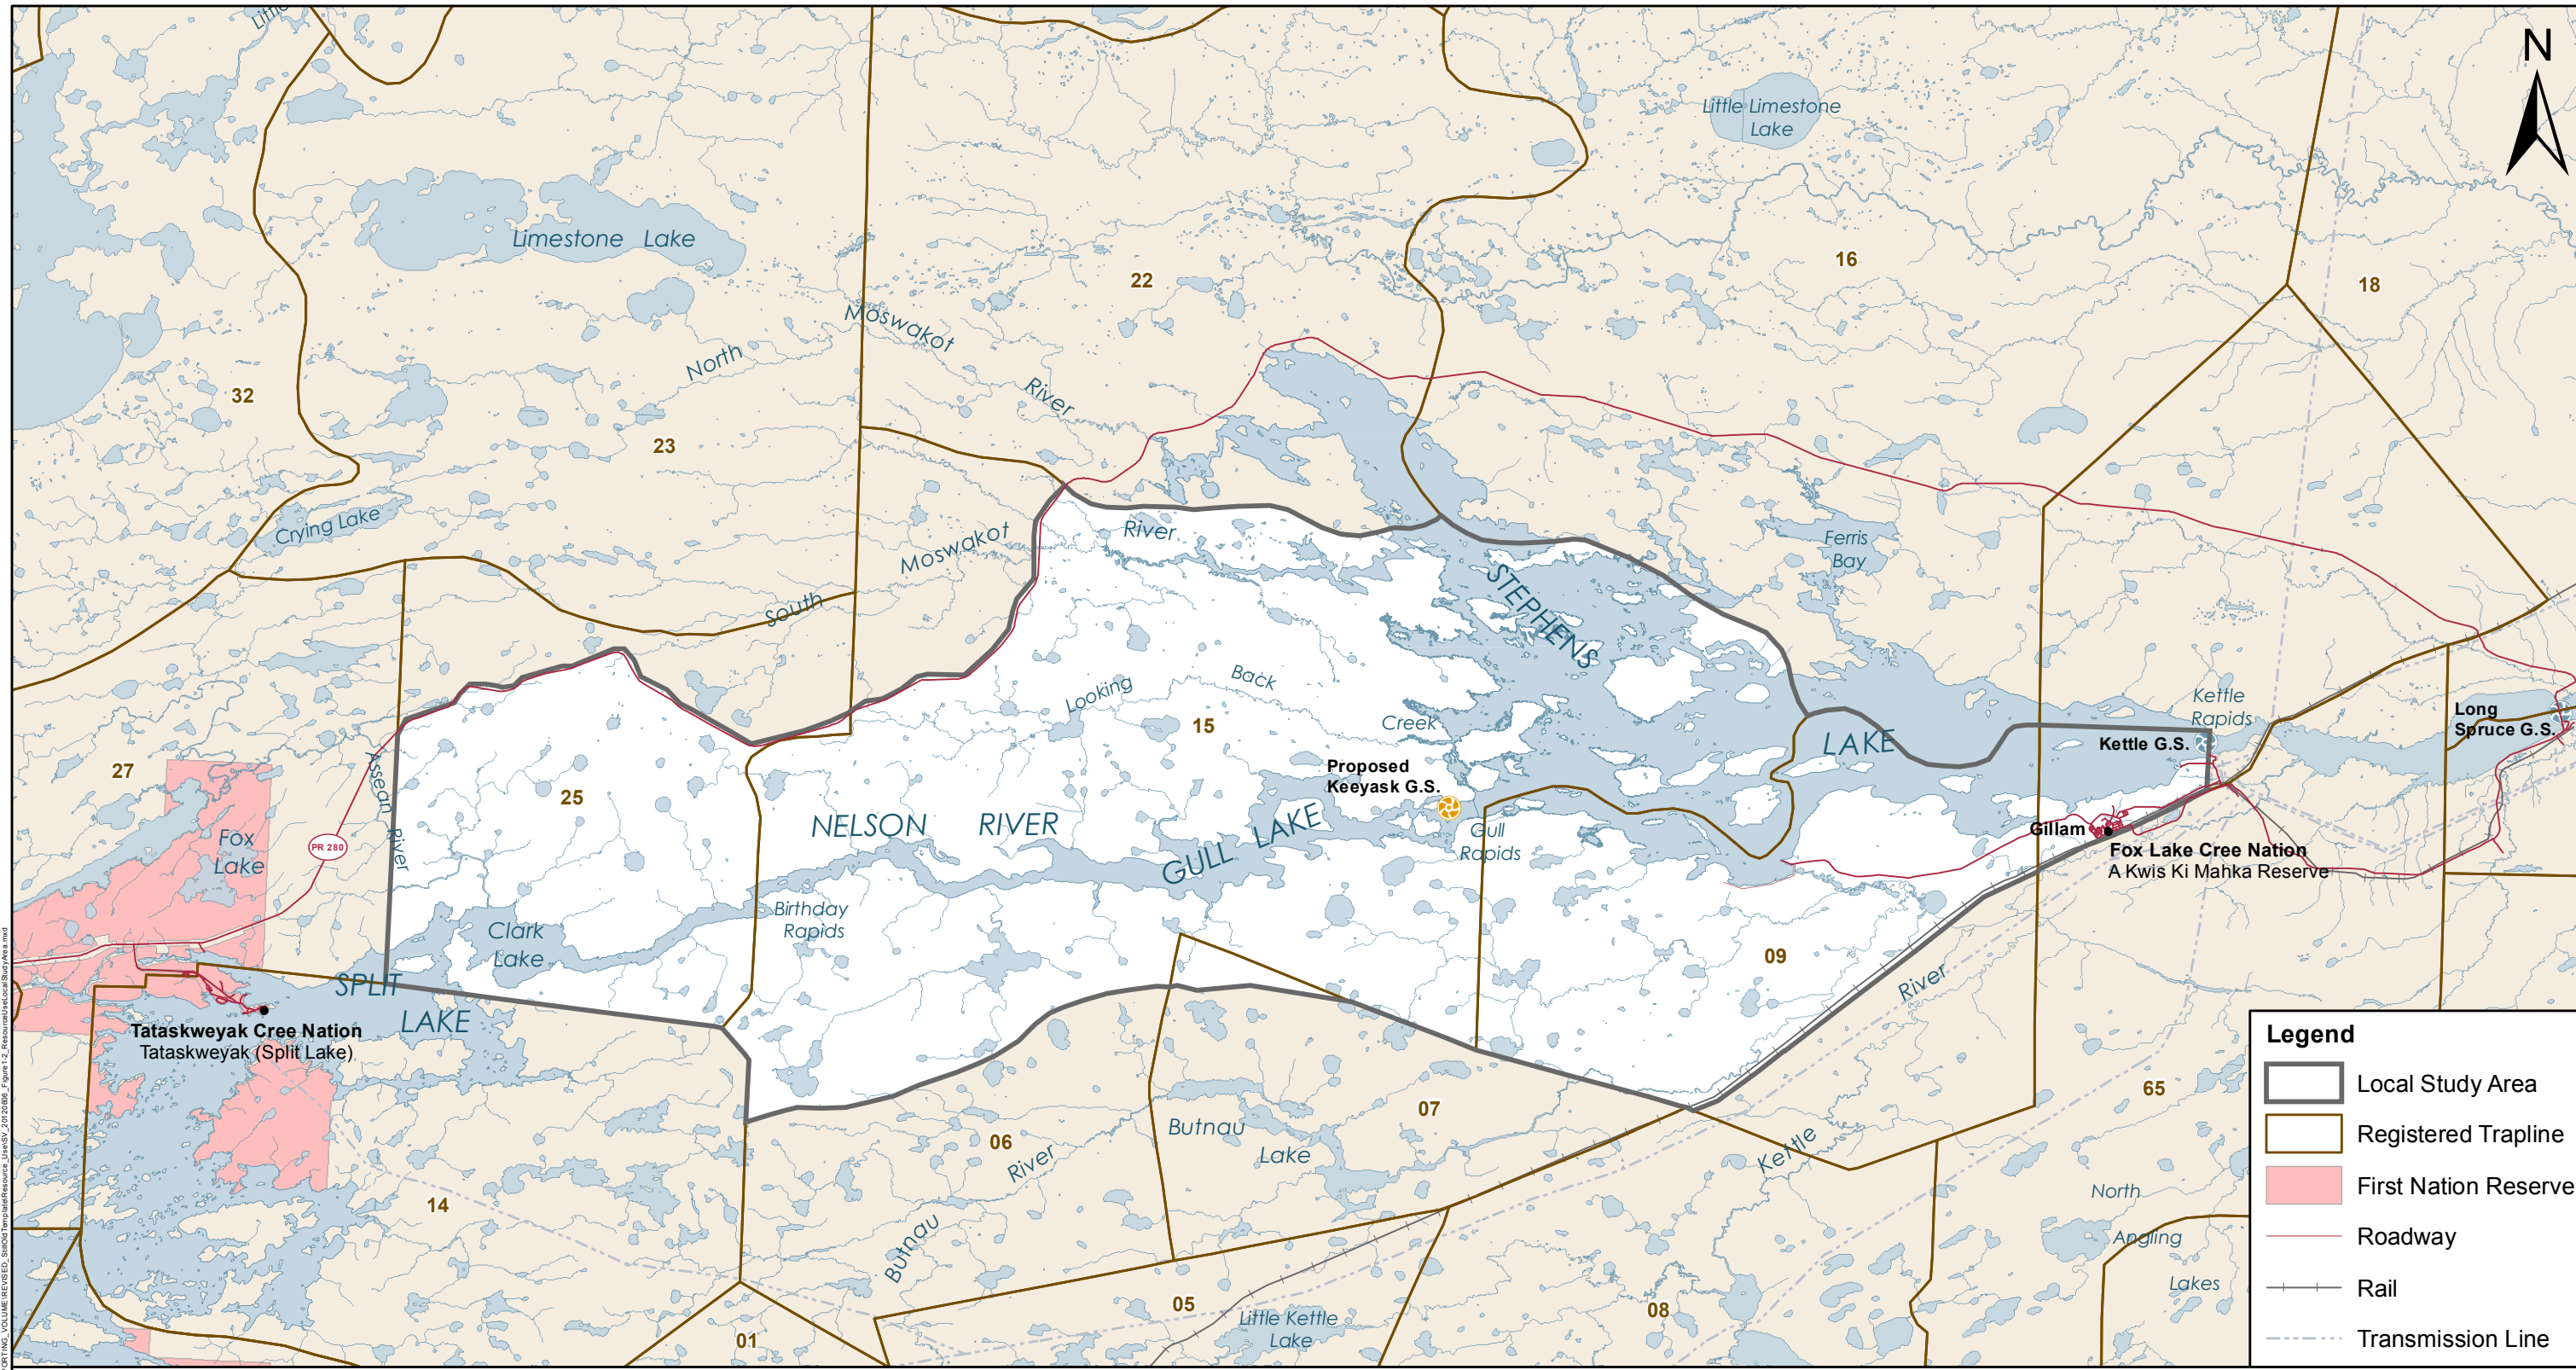 Little
N
Little Limestone
Lake
Limestone Lake
16
22
18
Moswakot
North
River
32
23
Crying Lake
River
Moswakot
Ferris
Bay
STEPHENS
South
Back
Looking
Kettle
Rapids
Creek
15
LAKE
Long
Spruce G.S.
Kettle G.S.
Assean River
27
25
Proposed
Keeyask G.S.
NELSON RIVER
GULL LAKE
Gull
Rapids
Fox
Lake
PR 280
Gillam
Fox Lake Cree Nation
A Kwis Ki Mahka Reserve
Birthday
Rapids
Clark
Lake
09
River
SPLIT
LAKE
Tataskweyak Cree Nation
Tataskweyak (Split Lake)
Legend
Local Study Area
Registered Trapline
First Nation Reserve
Roadway
Rail
Transmission Line
65
07
Butnau
Lake
06
River
Butnau
Kettle
14
North
Angling
Lakes
05
Little Kettle
Lake
08
01